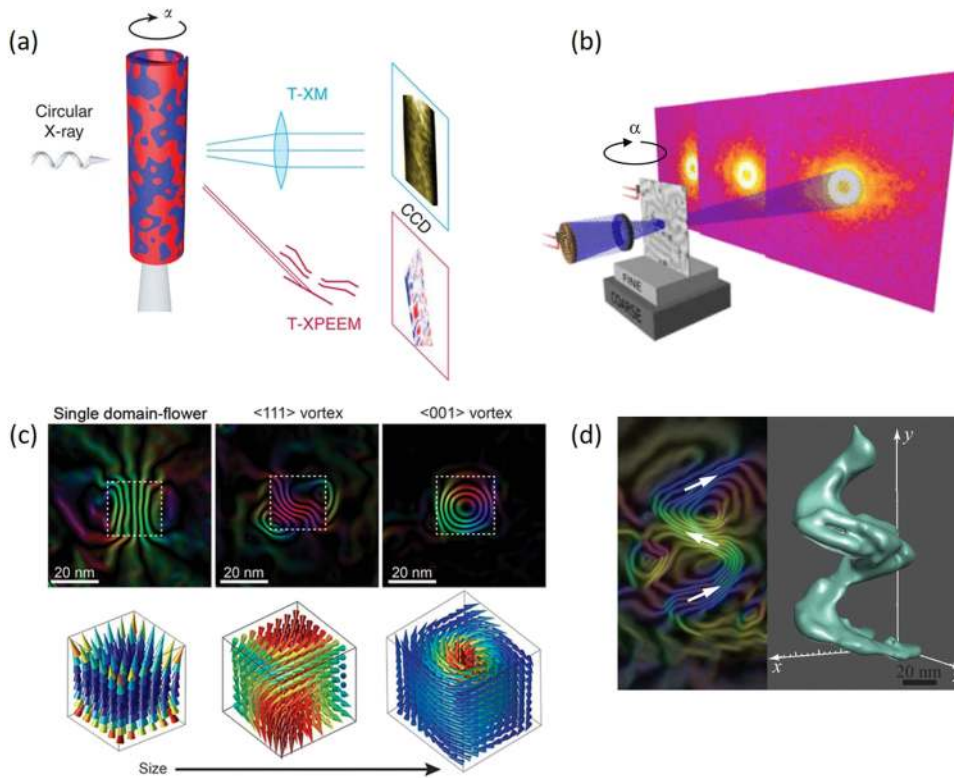 (a)
α
Circular
X-ray
T-XM
CCD
T-XPEEM
(b)
α
FINE
COARSE
(c)
Single domain-flower
<111> vortex
<001> vortex
20 nm
20 nm
20 nm
Size
(d)
y
x
20 nm